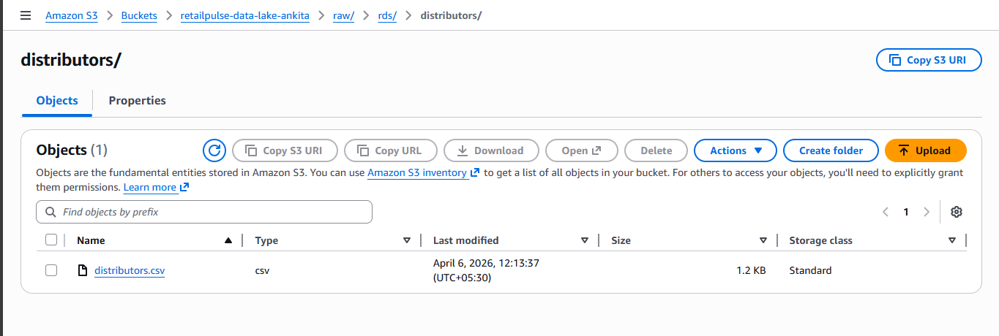 Amazon S3 > Buckets > retailpulse-data-lake-ankita > raw/ > rds/ > distributors/
distributors/
Copy S3 URI
Objects
Properties
Objects (1)
Copy S3 URI
Copy URL
Download
Open
Delete
Actions
Create folder
Upload
Objects are the fundamental entities stored in Amazon S3. You can use Amazon S3 inventory to get a list of all objects in your bucket. For others to access your objects, you'll need to explicitly grant
them permissions. Learn more
Find objects by prefix
1
Name
Type
Last modified
Size
Storage class
distributors.csv
csv
April 6, 2026, 12:13:37
(UTC+05:30)
1.2 KB
Standard